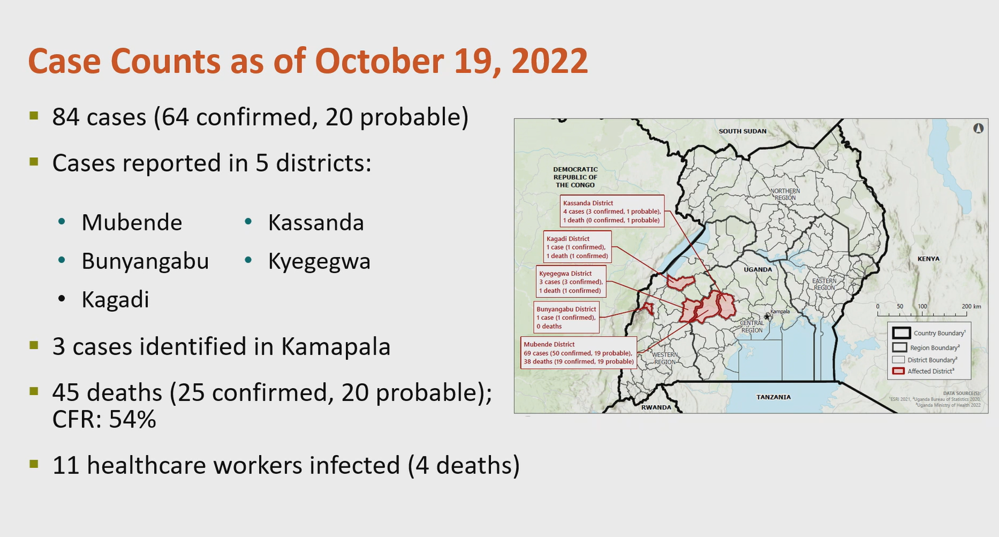 Case Counts as of October 19, 2022
84 cases (64 confirmed, 20 probable)
Cases reported in 5 districts:
Mubende
Kassanda
Bunyangabu
Kyegegwa
Kagadi
3 cases identified in Kamapala
45 deaths (25 confirmed, 20 probable);
CFR: 54%
11 healthcare workers infected (4 deaths)
SOUTH SUDAN
DEMOCRATIC
REPUBLIC OF
THE CONGO
NORTHERN
REGION
Kassanda District
4 cases (3 confirmed, 1 probable),
1 death (0 confirmed, 1 probable)
Kagadi District
1 case (1 confirmed),
1 death (1 confirmed)
Kyegegwa District
3 cases (3 confirmed),
1 death (1 confirmed)
Bunyangabu District
1 case (1 confirmed),
0 deaths
Mubende District
69 cases (50 confirmed, 19 probable),
38 deaths (19 confirmed, 19 probable)
UGANDA
KENYA
EASTERN
REGION
Kampala
CENTRAL
REGION
WESTERN
REGION
TANZANIA
RWANDA
0 50 100 200 km
Country Boundary¹
Region Boundary²
District Boundary²
Affected District³
DATA SOURCE(S):
¹ESRI 2021, ²Uganda Bureau of Statistics 2020,
³Uganda Ministry of Health 2022